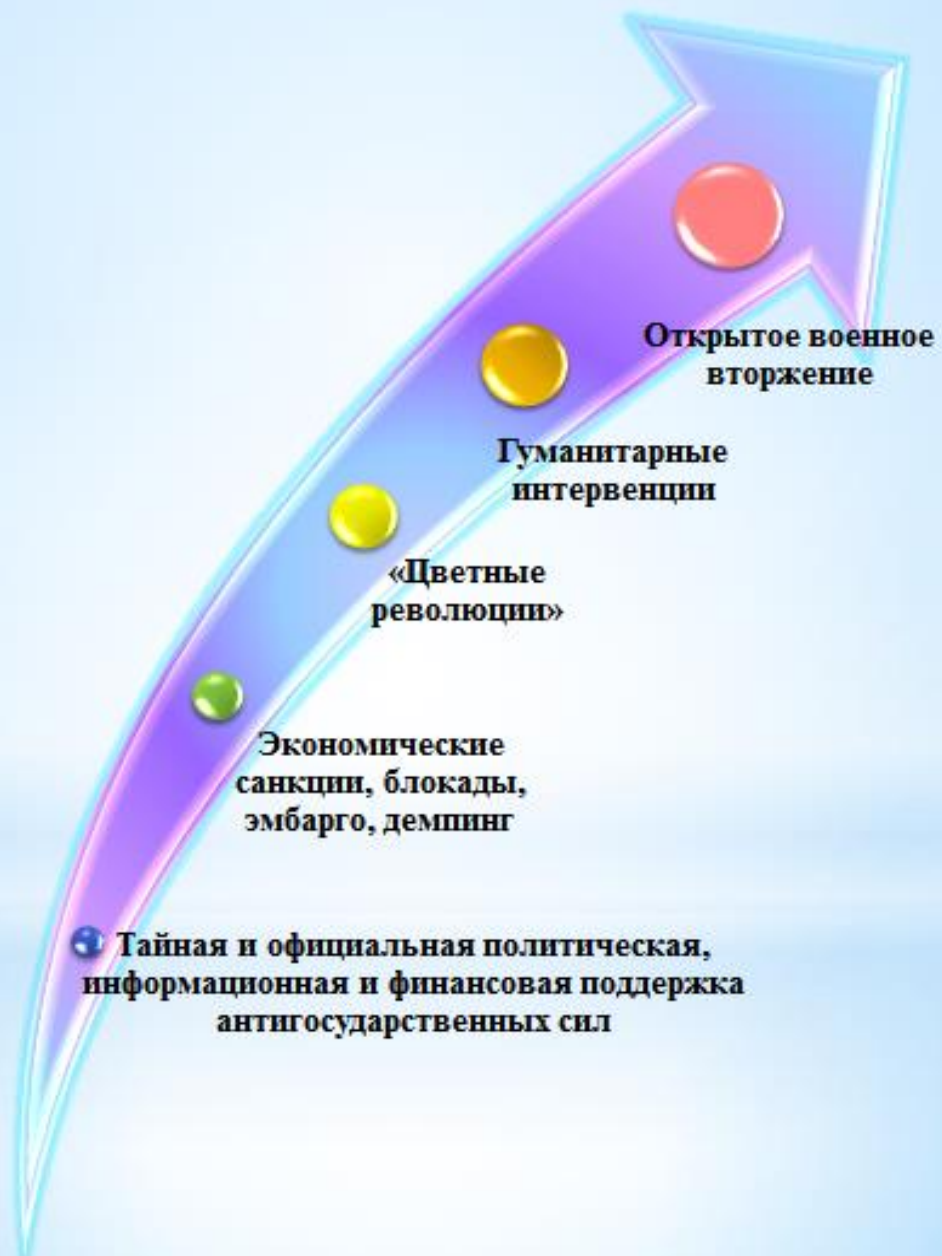 Открытое военное
вторжение
Гуманитарные
интервенции
«Цветные
революции»
Экономические
санкции, блокады,
эмбарго, демпинг
Тайная и официальная политическая,
информационная и финансовая поддержка
антигосударственных сил